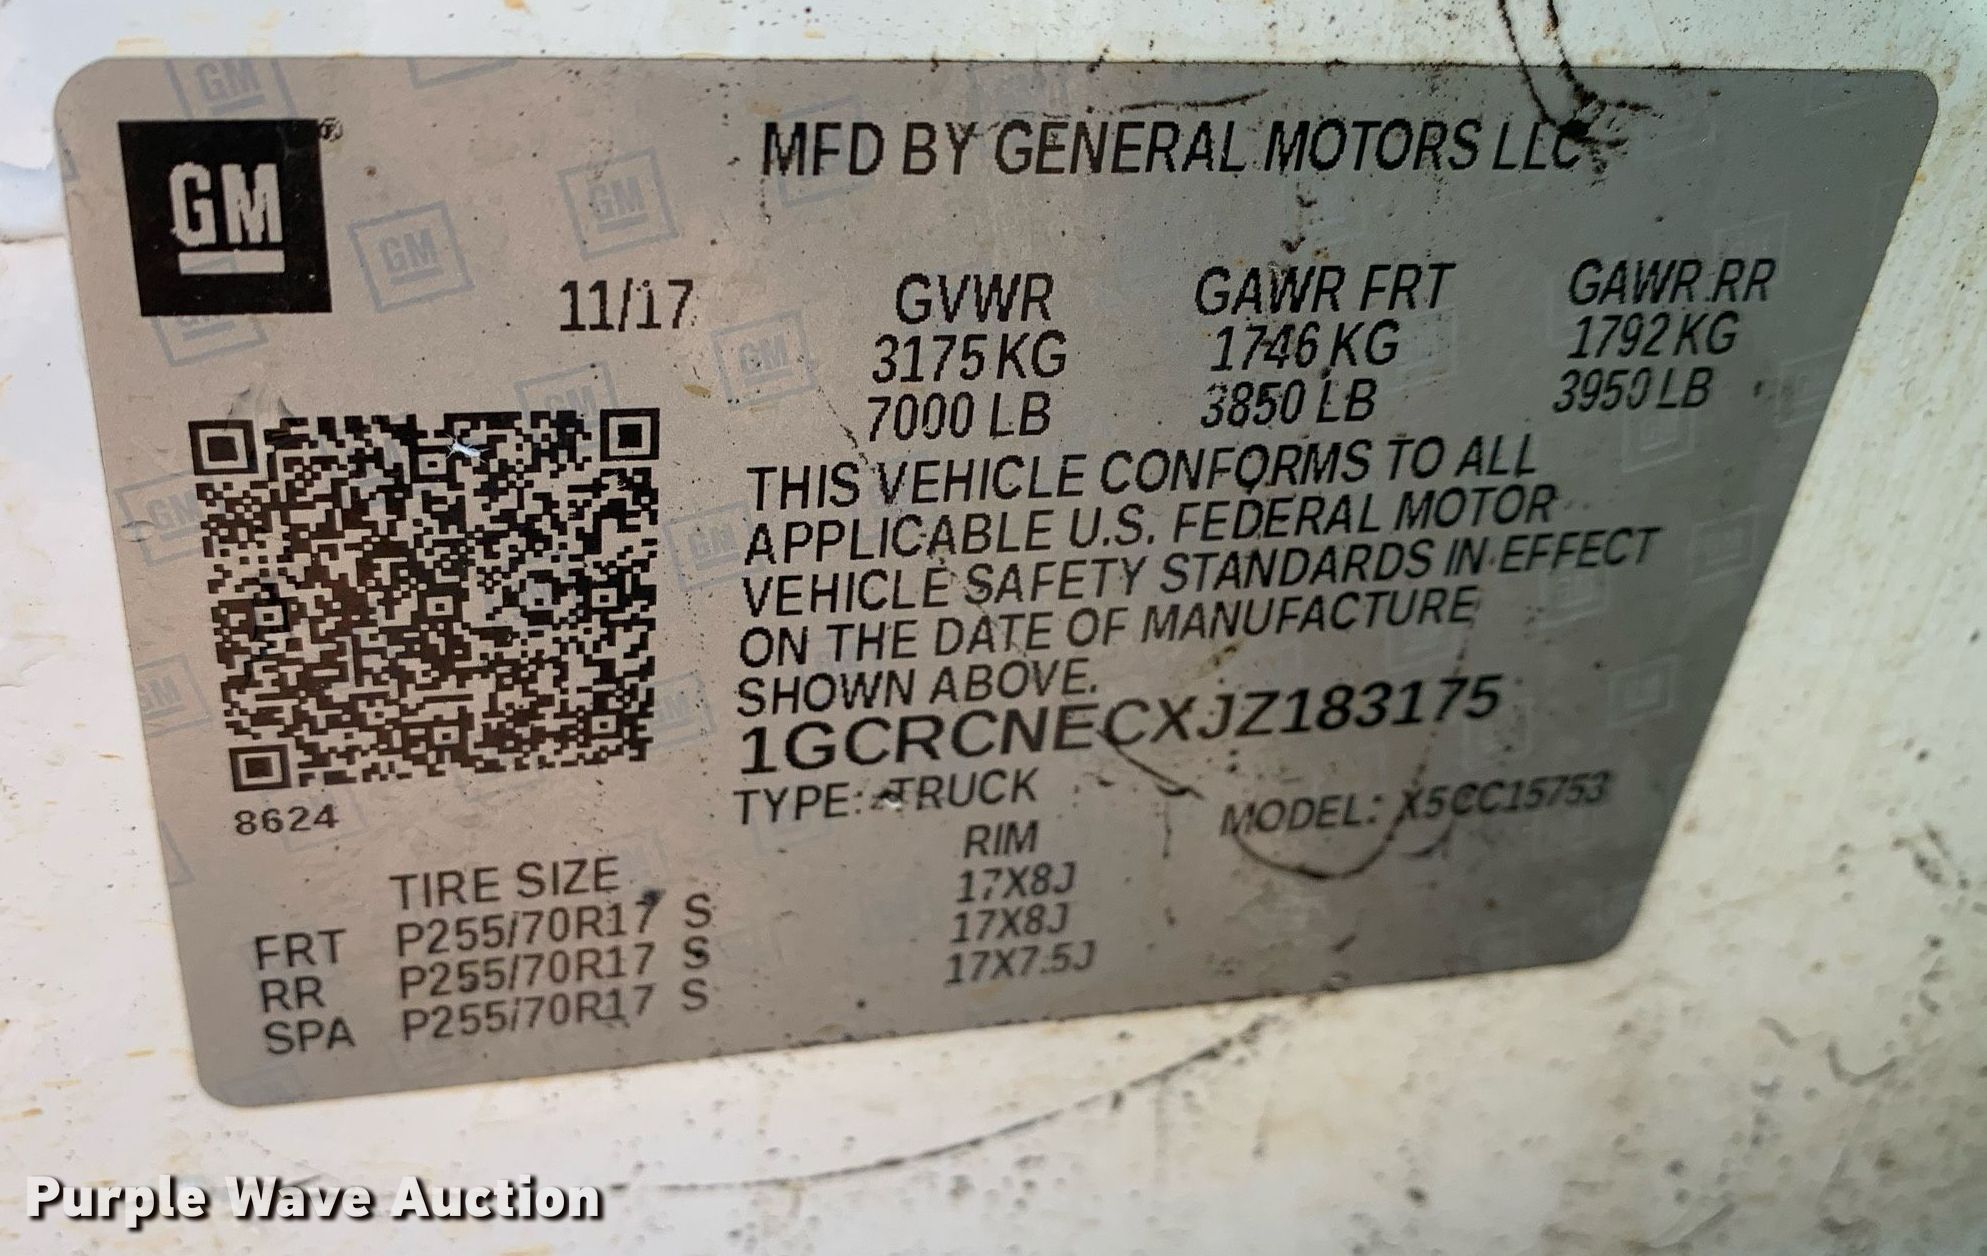 GM®
MFD BY GENERAL MOTORS LLC
11/17 GVWR GAWR FRT GAWR RR
3175 KG 1746 KG 1792 KG
7000 LB 3850 LB 3950 LB
THIS VEHICLE CONFORMS TO ALL
APPLICABLE U.S. FEDERAL MOTOR
VEHICLE SAFETY STANDARDS IN EFFECT
ON THE DATE OF MANUFACTURE
SHOWN ABOVE.
1GCRCNECXJZ183175
TYPE: TRUCK MODEL: X5CC15753
8624
TIRE SIZE RIM
FRT P255/70R17 S 17X8J
RR P255/70R17 S 17X8J
SPA P255/70R17 S 17X7.5J
Purple Wave Auction